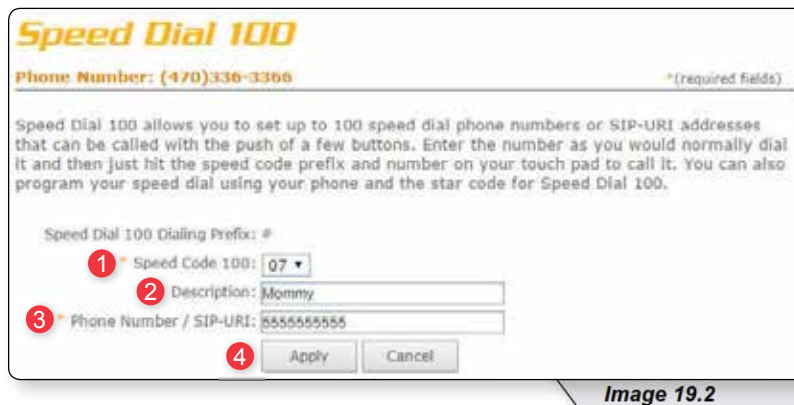 Speed Dial 100
Phone Number: (470)336-3366 *(required fields)
Speed Dial 100 allows you to set up to 100 speed dial phone numbers or SIP-URI addresses
that can be called with the push of a few buttons. Enter the number as you would normally dial
it and then just hit the speed code prefix and number on your touch pad to call it. You can also
program your speed dial using your phone and the star code for Speed Dial 100.
Speed Dial 100 Dialing Prefix: #
1 * Speed Code 100: 07
2 Description: Mommy
3 * Phone Number / SIP-URI: 5555555555
4 Apply Cancel
Image 19.2